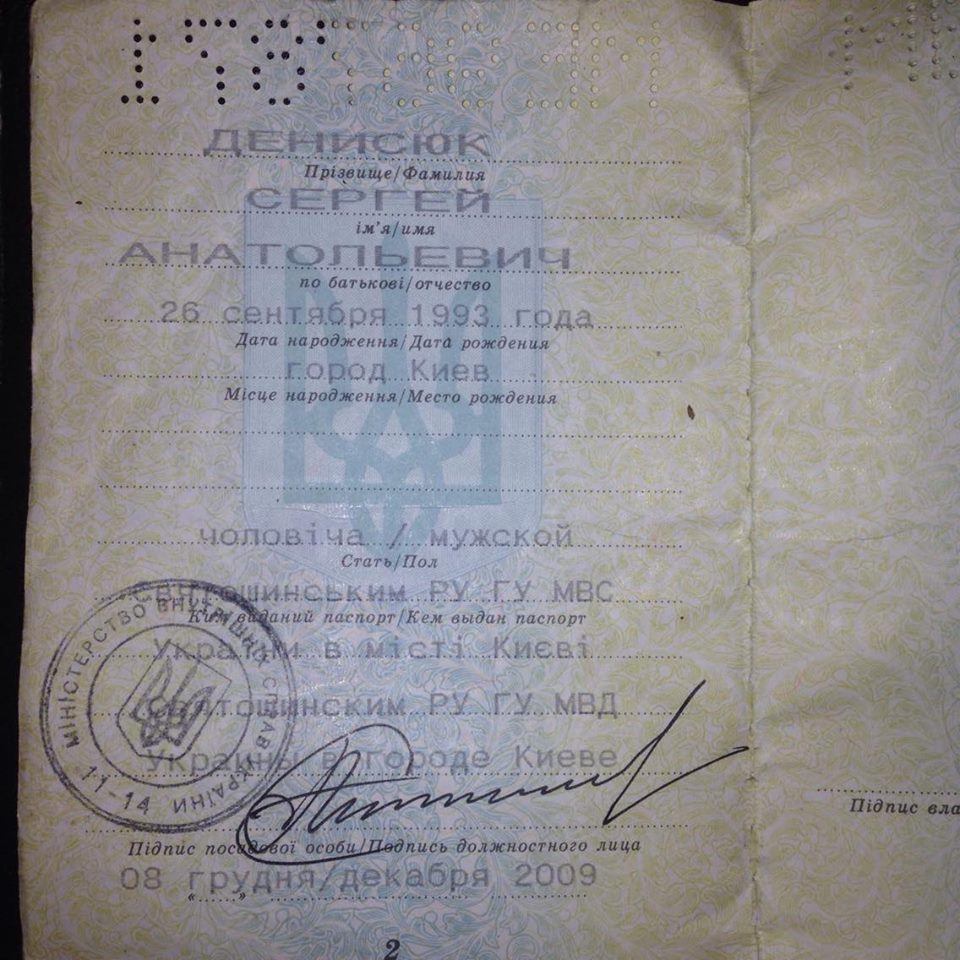 ДЕНИСЮК
Прізвище/Фамилия
СЕРГЕЙ
ім'я/имя
АНАТОЛЬЕВИЧ
по батькові/отчество
26 сентября 1993 года
Дата народження/Дата рождения
город Киев
Місце народження/Место рождения
чоловіча / мужской
Стать/Пол
Святошинським РУ ГУ МВС
Ким виданий паспорт/Кем выдан паспорт
України в місті Києві
Святошинским РУ ГУ МВД
Украины в городе Киеве
МІНІСТЕРСТВО ВНУТРІШНІХ СПРАВ УКРАЇНИ
11-14
Підпис вла
Підпис посадової особи/Подпись должностного лица
08 грудня/декабря 2009
2